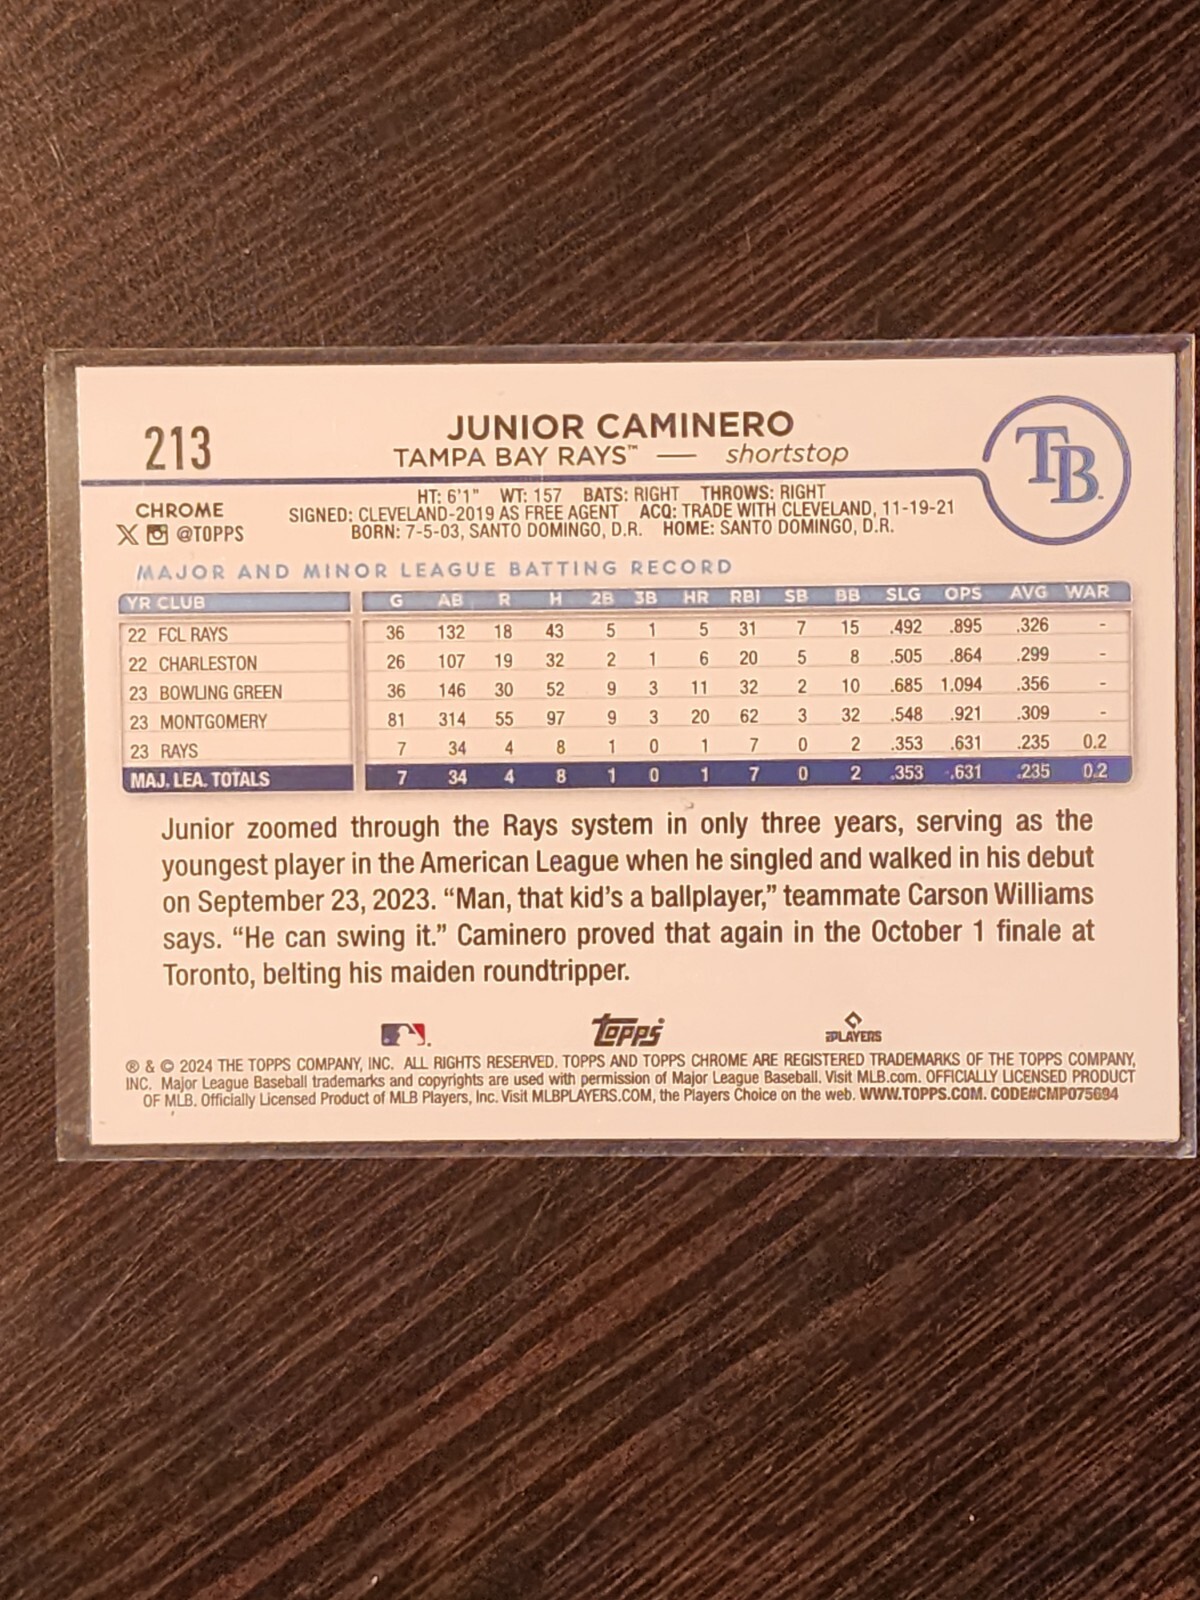 213
JUNIOR CAMINERO
TAMPA BAY RAYS™ — shortstop
TB
CHROME
X @TOPPS
HT: 6'1" WT: 157 BATS: RIGHT THROWS: RIGHT
SIGNED: CLEVELAND-2019 AS FREE AGENT ACQ: TRADE WITH CLEVELAND, 11-19-21
BORN: 7-5-03, SANTO DOMINGO, D.R. HOME: SANTO DOMINGO, D.R.
MAJOR AND MINOR LEAGUE BATTING RECORD
YR CLUB G AB R H 2B 3B HR RBI SB BB SLG OPS AVG WAR
22 FCL RAYS 36 132 18 43 5 1 5 31 7 15 .492 .895 .326 -
22 CHARLESTON 26 107 19 32 2 1 6 20 5 8 .505 .864 .299 -
23 BOWLING GREEN 36 146 30 52 9 3 11 32 2 10 .685 1.094 .356 -
23 MONTGOMERY 81 314 55 97 9 3 20 62 3 32 .548 .921 .309 -
23 RAYS 7 34 4 8 1 0 1 7 0 2 .353 .631 .235 0.2
MAJ. LEA. TOTALS 7 34 4 8 1 0 1 7 0 2 .353 .631 .235 0.2
Junior zoomed through the Rays system in only three years, serving as the
youngest player in the American League when he singled and walked in his debut
on September 23, 2023. “Man, that kid’s a ballplayer,” teammate Carson Williams
says. “He can swing it.” Caminero proved that again in the October 1 finale at
Toronto, belting his maiden roundtripper.
Topps
PLAYERS
® & © 2024 THE TOPPS COMPANY, INC. ALL RIGHTS RESERVED. TOPPS AND TOPPS CHROME ARE REGISTERED TRADEMARKS OF THE TOPPS COMPANY,
INC. Major League Baseball trademarks and copyrights are used with permission of Major League Baseball. Visit MLB.com. OFFICIALLY LICENSED PRODUCT
OF MLB. Officially Licensed Product of MLB Players, Inc. Visit MLBPLAYERS.COM, the Players Choice on the web. WWW.TOPPS.COM. CODE#CMP075694